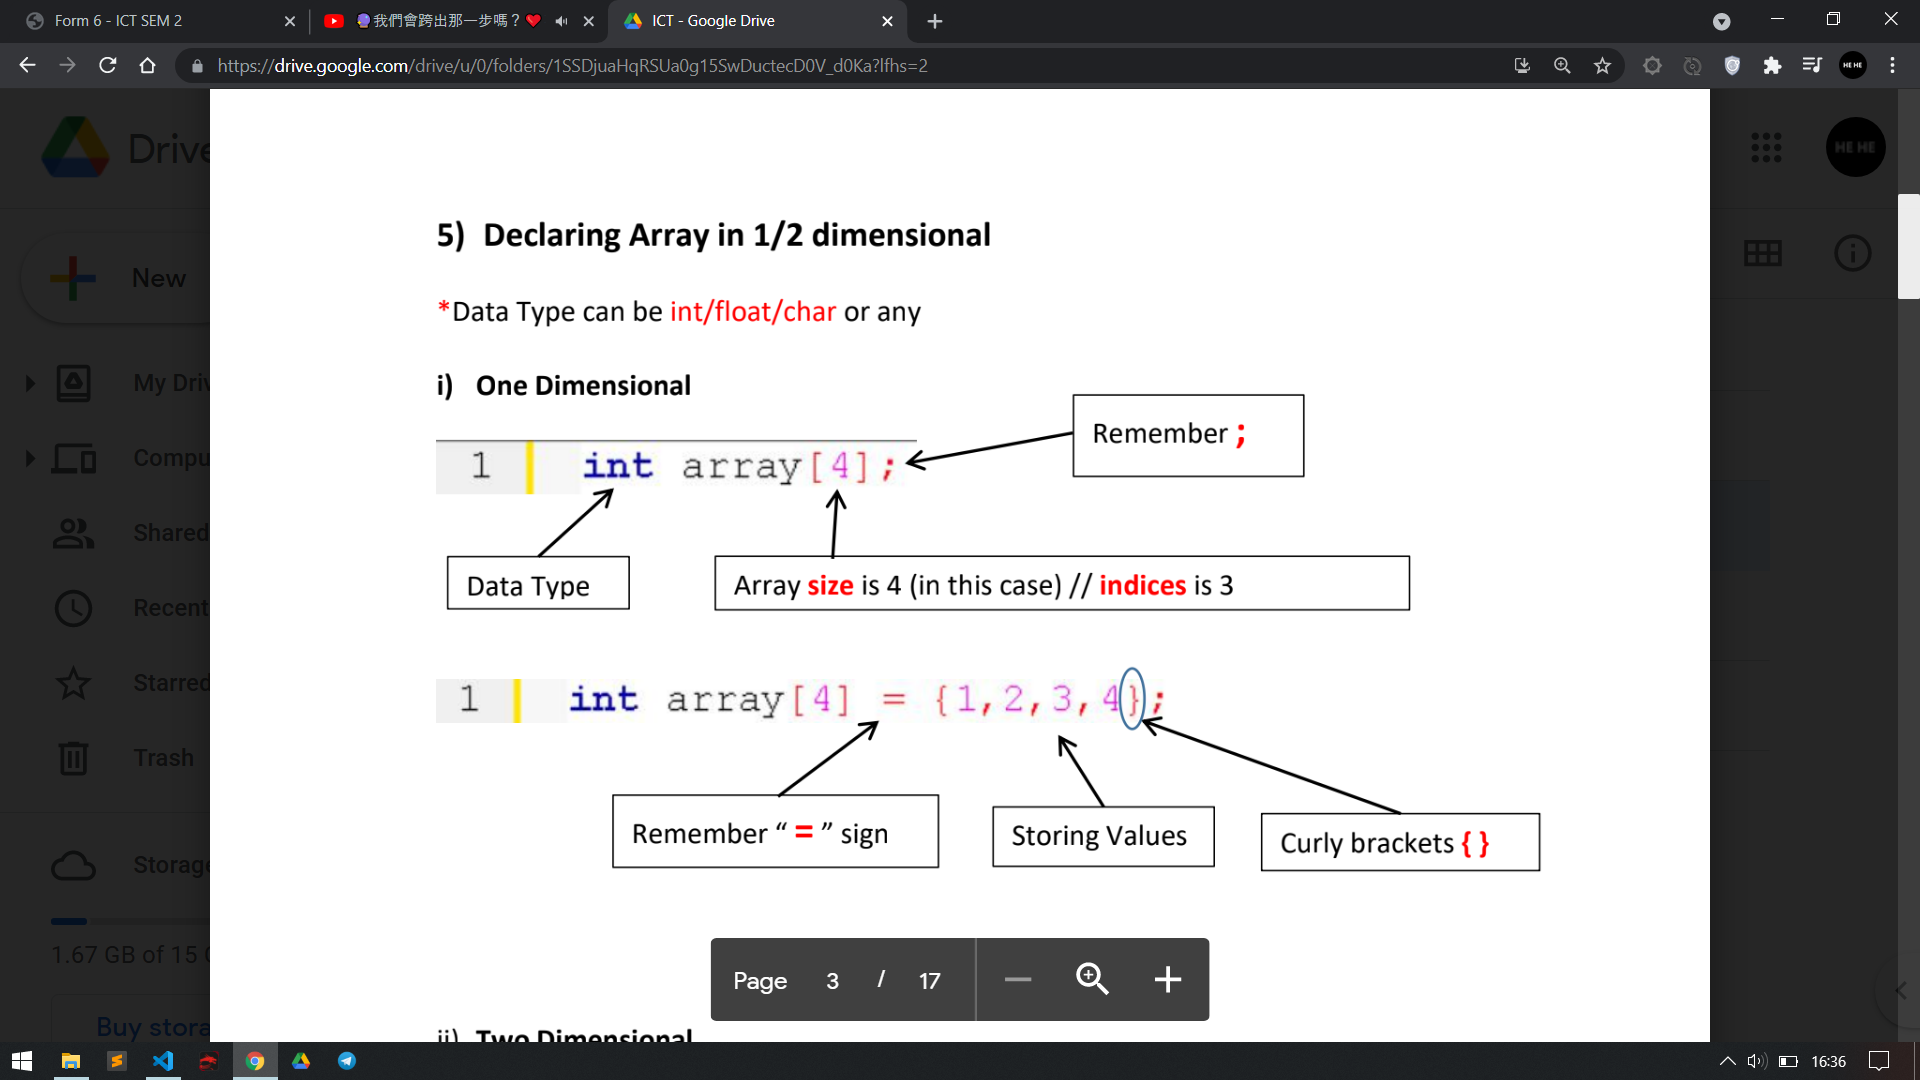 Form 6 - ICT SEM 2
🔮我們會跨出那一步嗎？❤️
ICT - Google Drive
https://drive.google.com/drive/u/0/folders/1SSDjuaHqRSUa0g15SwDuctecD0V_d0Ka?lfhs=2
HE HE
Drive
HE HE
New
My Driv
Compu
Shared
Recent
Starred
Trash
Storage
1.67 GB of 15 G
Buy stora
5) Declaring Array in 1/2 dimensional
*Data Type can be int/float/char or any
i) One Dimensional
Remember ;
1 int array[4];
Data Type
Array size is 4 (in this case) // indices is 3
1 int array[4] = {1,2,3,4};
Remember “ = ” sign
Storing Values
Curly brackets { }
Page 3 / 17
ii) Two Dimensional
16:36